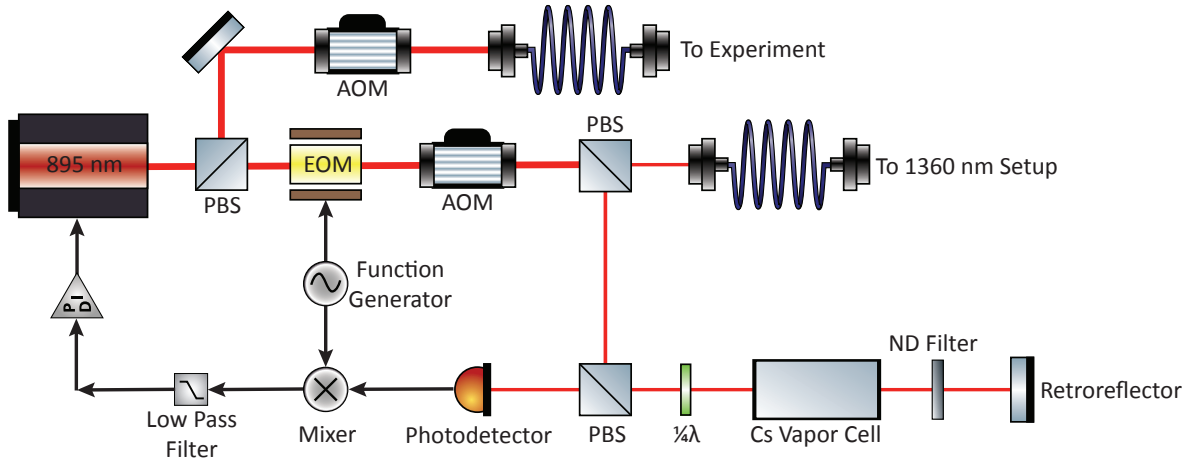 To Experiment
AOM
PBS
895 nm
EOM
To 1360 nm Setup
PBS
AOM
Function
Generator
P I D
ND Filter
Retroreflector
Low Pass
Filter
Mixer
Photodetector
PBS
¼λ
Cs Vapor Cell